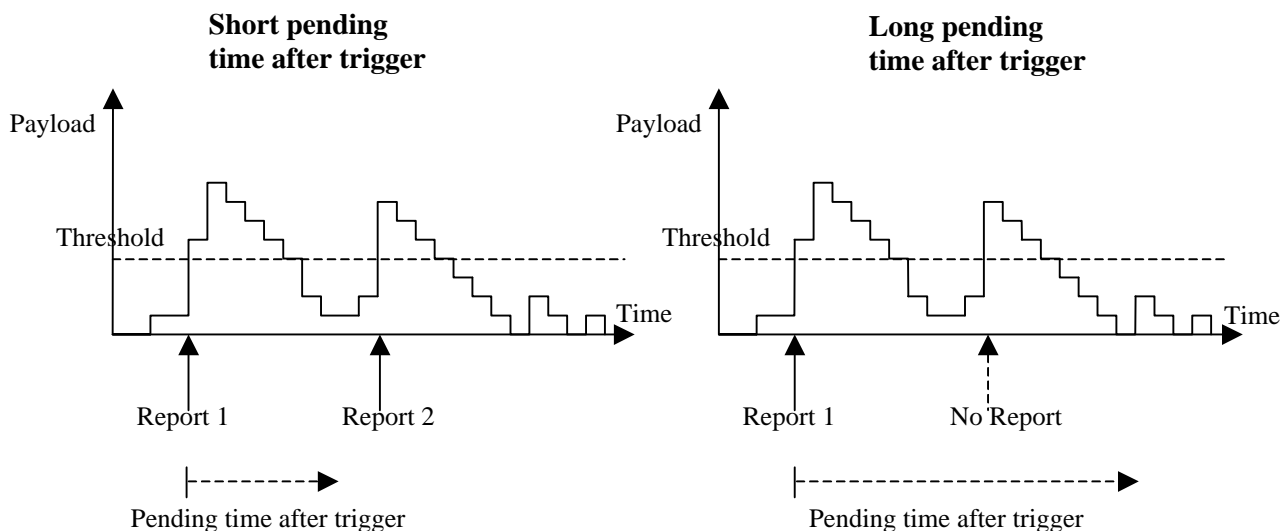 Short pending
time after trigger
Payload
Threshold
Time
Report 1
Report 2
Pending time after trigger
Long pending
time after trigger
Payload
Threshold
Time
Report 1
No Report
Pending time after trigger